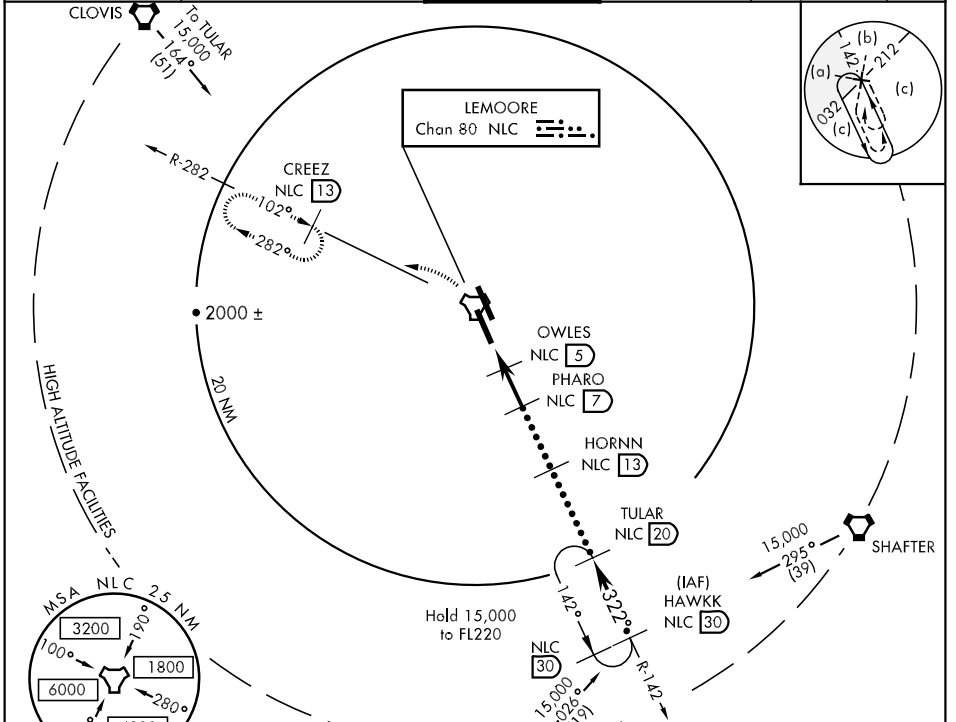 CLOVIS
To TULAR
15,000
164°
(51)
LEMOORE
Chan 80 NLC
(b)
142
212
(a)
(c)
032
(c)
R-282
CREEZ
NLC 13
102°
282°
2000 ±
OWLES
NLC 5
PHARO
NLC 7
20 NM
HIGH ALTITUDE FACILITIES
HORNN
NLC 13
TULAR
NLC 20
15,000
295°
(39)
SHAFTER
MSA NLC 25 NM
3200
190°
100°
1800
6000
280°
Hold 15,000
to FL220
142°
322°
(IAF)
HAWKK
NLC 30
NLC
30
R-142
15,000
026°